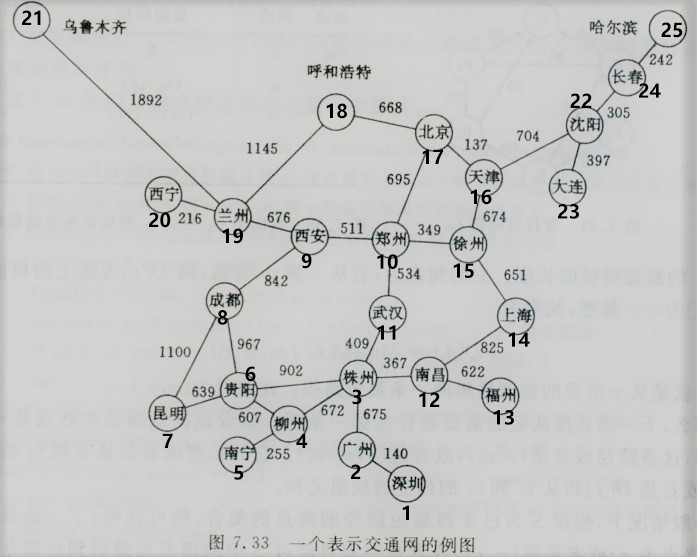 21
乌鲁木齐
哈尔滨
25
242
长春
24
呼和浩特
1892
18
668
22
沈阳
305
北京
17
137
704
1145
397
695
天津
16
大连
23
西宁
20
216
兰州
19
676
西安
9
511
郑州
10
349
徐州
15
674
842
534
651
成都
8
武汉
11
上海
14
1100
967
409
825
6
902
367
贵阳
639
株州
3
南昌
12
622
福州
13
昆明
7
607
672
675
柳州
4
南宁
5
255
广州
2
140
深圳
1
图 7.33 一个表示交通网的例图